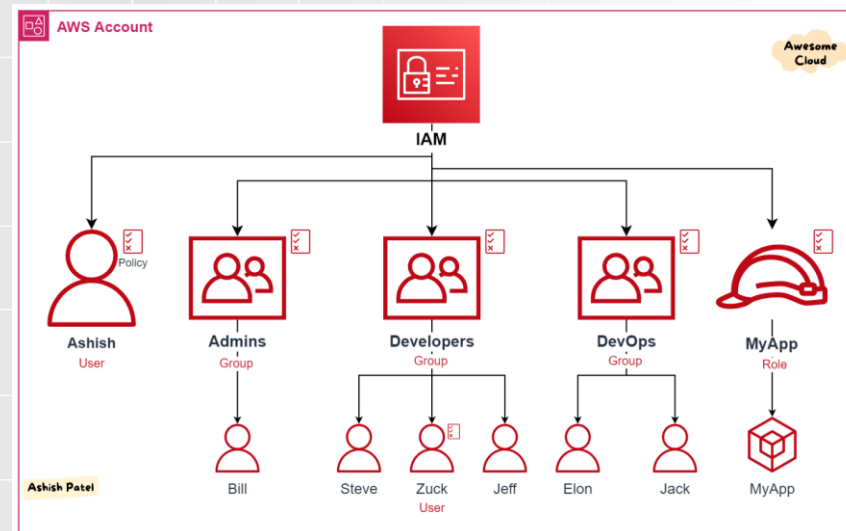 AWS Account
Awesome
Cloud
IAM
Policy
Ashish
User
Admins
Group
Developers
Group
DevOps
Group
MyApp
Role
Bill
Steve
Zuck
User
Jeff
Elon
Jack
MyApp
Ashish Patel